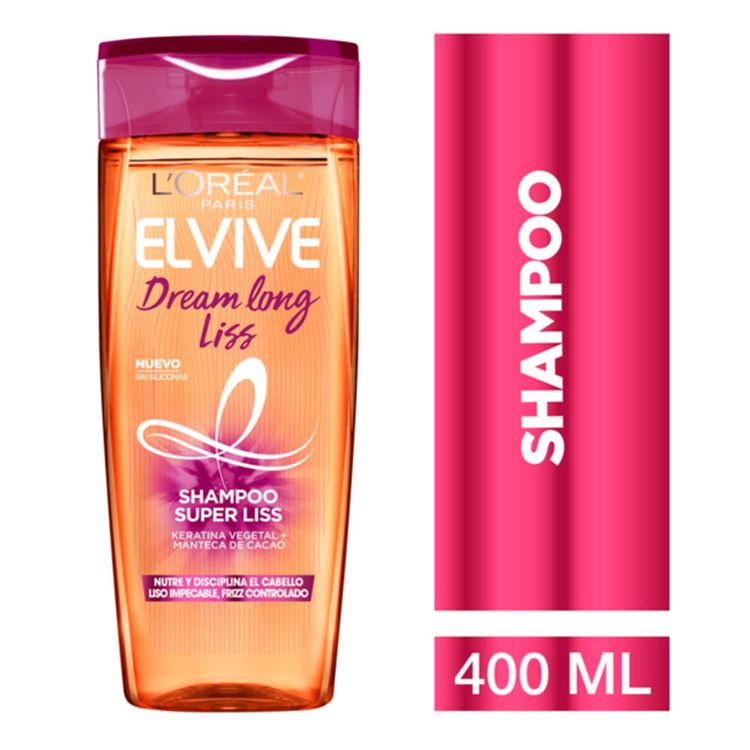 L'ORÉAL
PARIS
ELVIVE
Dream long
Liss
NUEVO
SIN SILICONAS
SHAMPOO
SUPER LISS
KERATINA VEGETAL +
MANTECA DE CACAO
NUTRE Y DISCIPLINA EL CABELLO
LISO IMPECABLE, FRIZZ CONTROLADO
SHAMPOO
400 ML